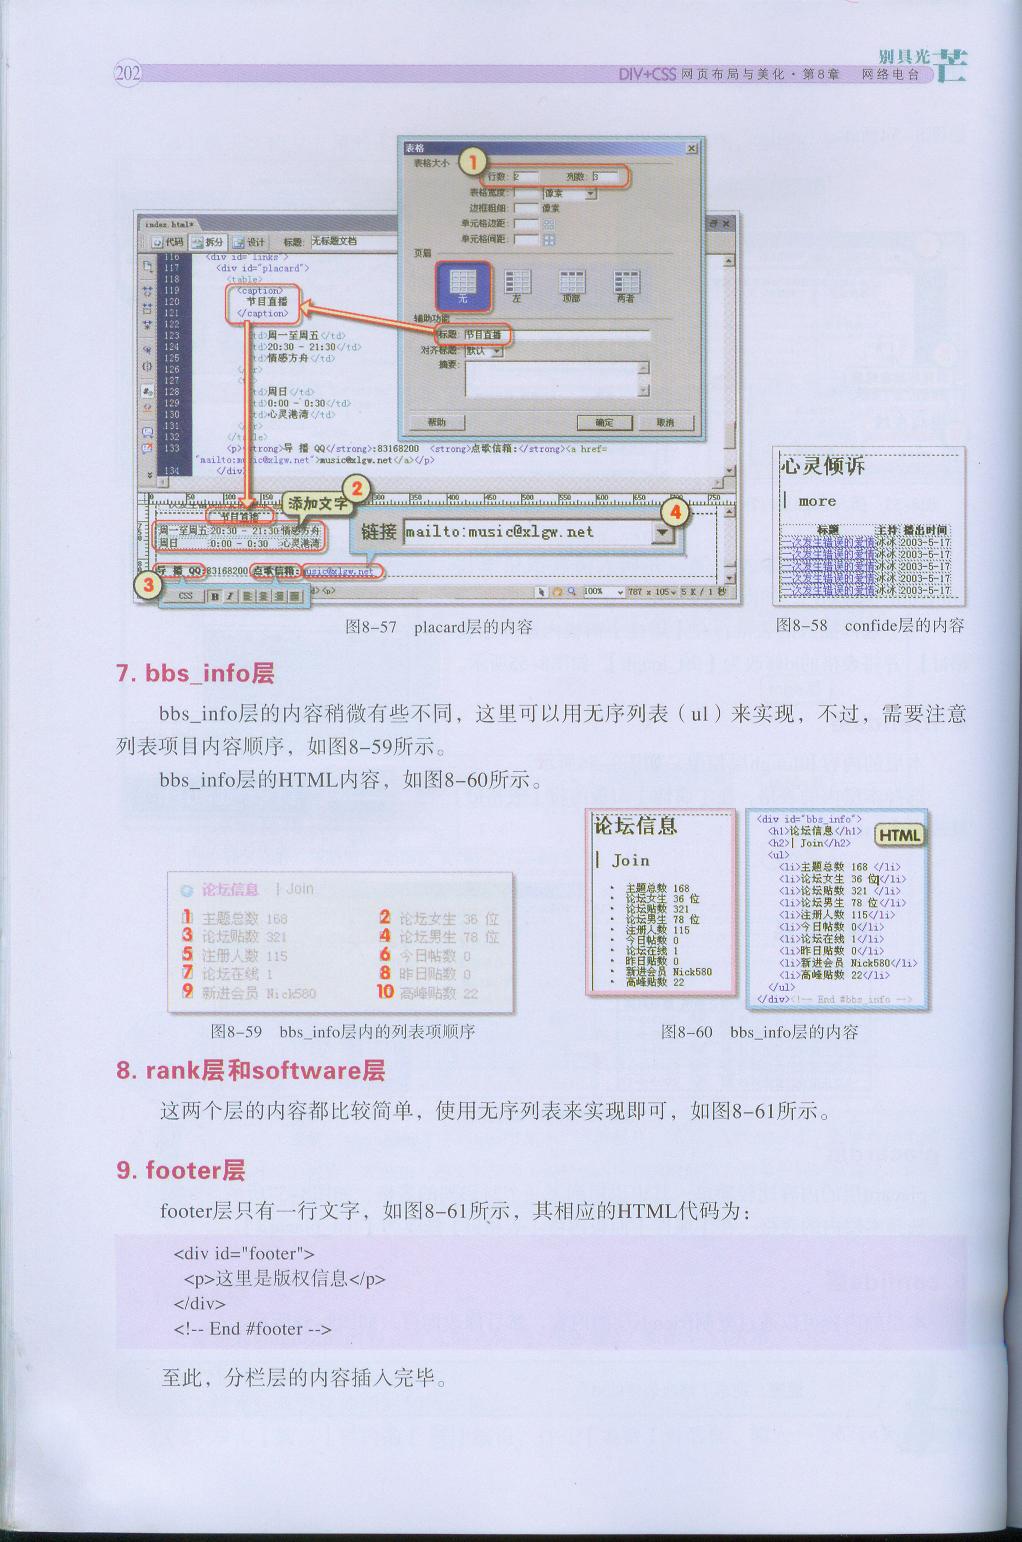 202
别具光芒
DIV+CSS 网页布局与美化·第8章 网络电台
表格
表格大小
1
行数: 2 列数: 3
表格宽度: 像素
边框粗细: 像素
单元格边距:
单元格间距:
页眉
无 左 顶部 两者
辅助功能
标题: 节目直播
对齐标题: 默认
摘要:
帮助 确定 取消
index.html*
代码 拆分 设计 标题: 无标题文档
116 <div id="links">
117 <div id="placard">
118 <table>
119 <caption>
120 节目直播
121 </caption>
122
123 td>周一至周五</td>
124 td>20:30 - 21:30</td>
125 td>情感方舟</td>
126
127
128 td>周日</td>
129 td>0:00 - 0:30</td>
130 td>心灵港湾</td>
131
132
133 <p><strong>导 播 QQ</strong>:83168200 <strong>点歌信箱:</strong><a href=
"mailto:music@xlgw.net">music@xlgw.net</a></p>
134 </div>
节目直播
添加文字
2
周一至周五 20:30 - 21:30 情感方舟
周日 0:00 - 0:30 心灵港湾
链接 mailto:music@xlgw.net
4
导 播 QQ:83168200 点歌信箱:music@xlgw.net
3
CSS B I
<p>
100% 787 x 105 5 K / 1 秒
图8-57 placard层的内容
心灵倾诉
| more
标题 主持 播出时间
一次发生错误的爱情冰冰 2003-5-17
一次发生错误的爱情冰冰 2003-5-17
一次发生错误的爱情冰冰 2003-5-17
一次发生错误的爱情冰冰 2003-5-17
一次发生错误的爱情冰冰 2003-5-17
图8-58 confide层的内容
7. bbs_info层
bbs_info层的内容稍微有些不同，这里可以用无序列表（ul）来实现，不过，需要注意
列表项目内容顺序，如图8-59所示。
bbs_info层的HTML内容，如图8-60所示。
论坛信息 | Join
1 主题总数 168 2 论坛女生 36 位
3 论坛贴数 321 4 论坛男生 78 位
5 注册人数 115 6 今日帖数 0
7 论坛在线 1 8 昨日贴数 0
9 新进会员 Nick580 10 高峰贴数 22
图8-59 bbs_info层内的列表项顺序
论坛信息
| Join
· 主题总数 168
· 论坛女生 36 位
· 论坛贴数 321
· 论坛男生 78 位
· 注册人数 115
· 今日帖数 0
· 论坛在线 1
· 昨日贴数 0
· 新进会员 Nick580
· 高峰贴数 22
HTML
<div id="bbs_info">
<h1>论坛信息</h1>
<h2>| Join</h2>
<ul>
<li>主题总数 168 </li>
<li>论坛女生 36 位</li>
<li>论坛贴数 321 </li>
<li>论坛男生 78 位</li>
<li>注册人数 115</li>
<li>今日帖数 0</li>
<li>论坛在线 1</li>
<li>昨日贴数 0</li>
<li>新进会员 Nick580</li>
<li>高峰贴数 22</li>
</ul>
</div><!-- End #bbs_info -->
图8-60 bbs_info层的内容
8. rank层和software层
这两个层的内容都比较简单，使用无序列表来实现即可，如图8-61所示。
9. footer层
footer层只有一行文字，如图8-61所示，其相应的HTML代码为：
<div id="footer">
<p>这里是版权信息</p>
</div>
<!-- End #footer -->
至此，分栏层的内容插入完毕。